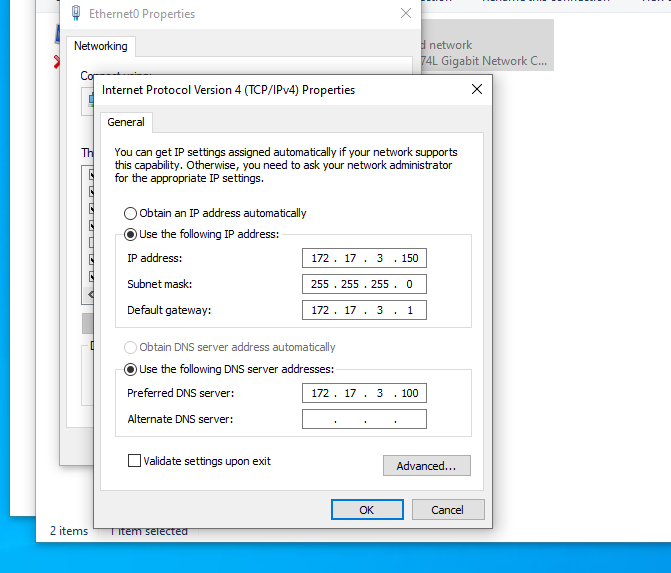 Ethernet0 Properties
d network
74L Gigabit Network C...
Networking
Internet Protocol Version 4 (TCP/IPv4) Properties
General
You can get IP settings assigned automatically if your network supports
this capability. Otherwise, you need to ask your network administrator
for the appropriate IP settings.
Obtain an IP address automatically
Use the following IP address:
IP address: 172 . 17 . 3 . 150
Subnet mask: 255 . 255 . 255 . 0
Default gateway: 172 . 17 . 3 . 1
Obtain DNS server address automatically
Use the following DNS server addresses:
Preferred DNS server: 172 . 17 . 3 . 100
Alternate DNS server: . . .
Validate settings upon exit
Advanced...
OK
Cancel
2 items
1 item selected